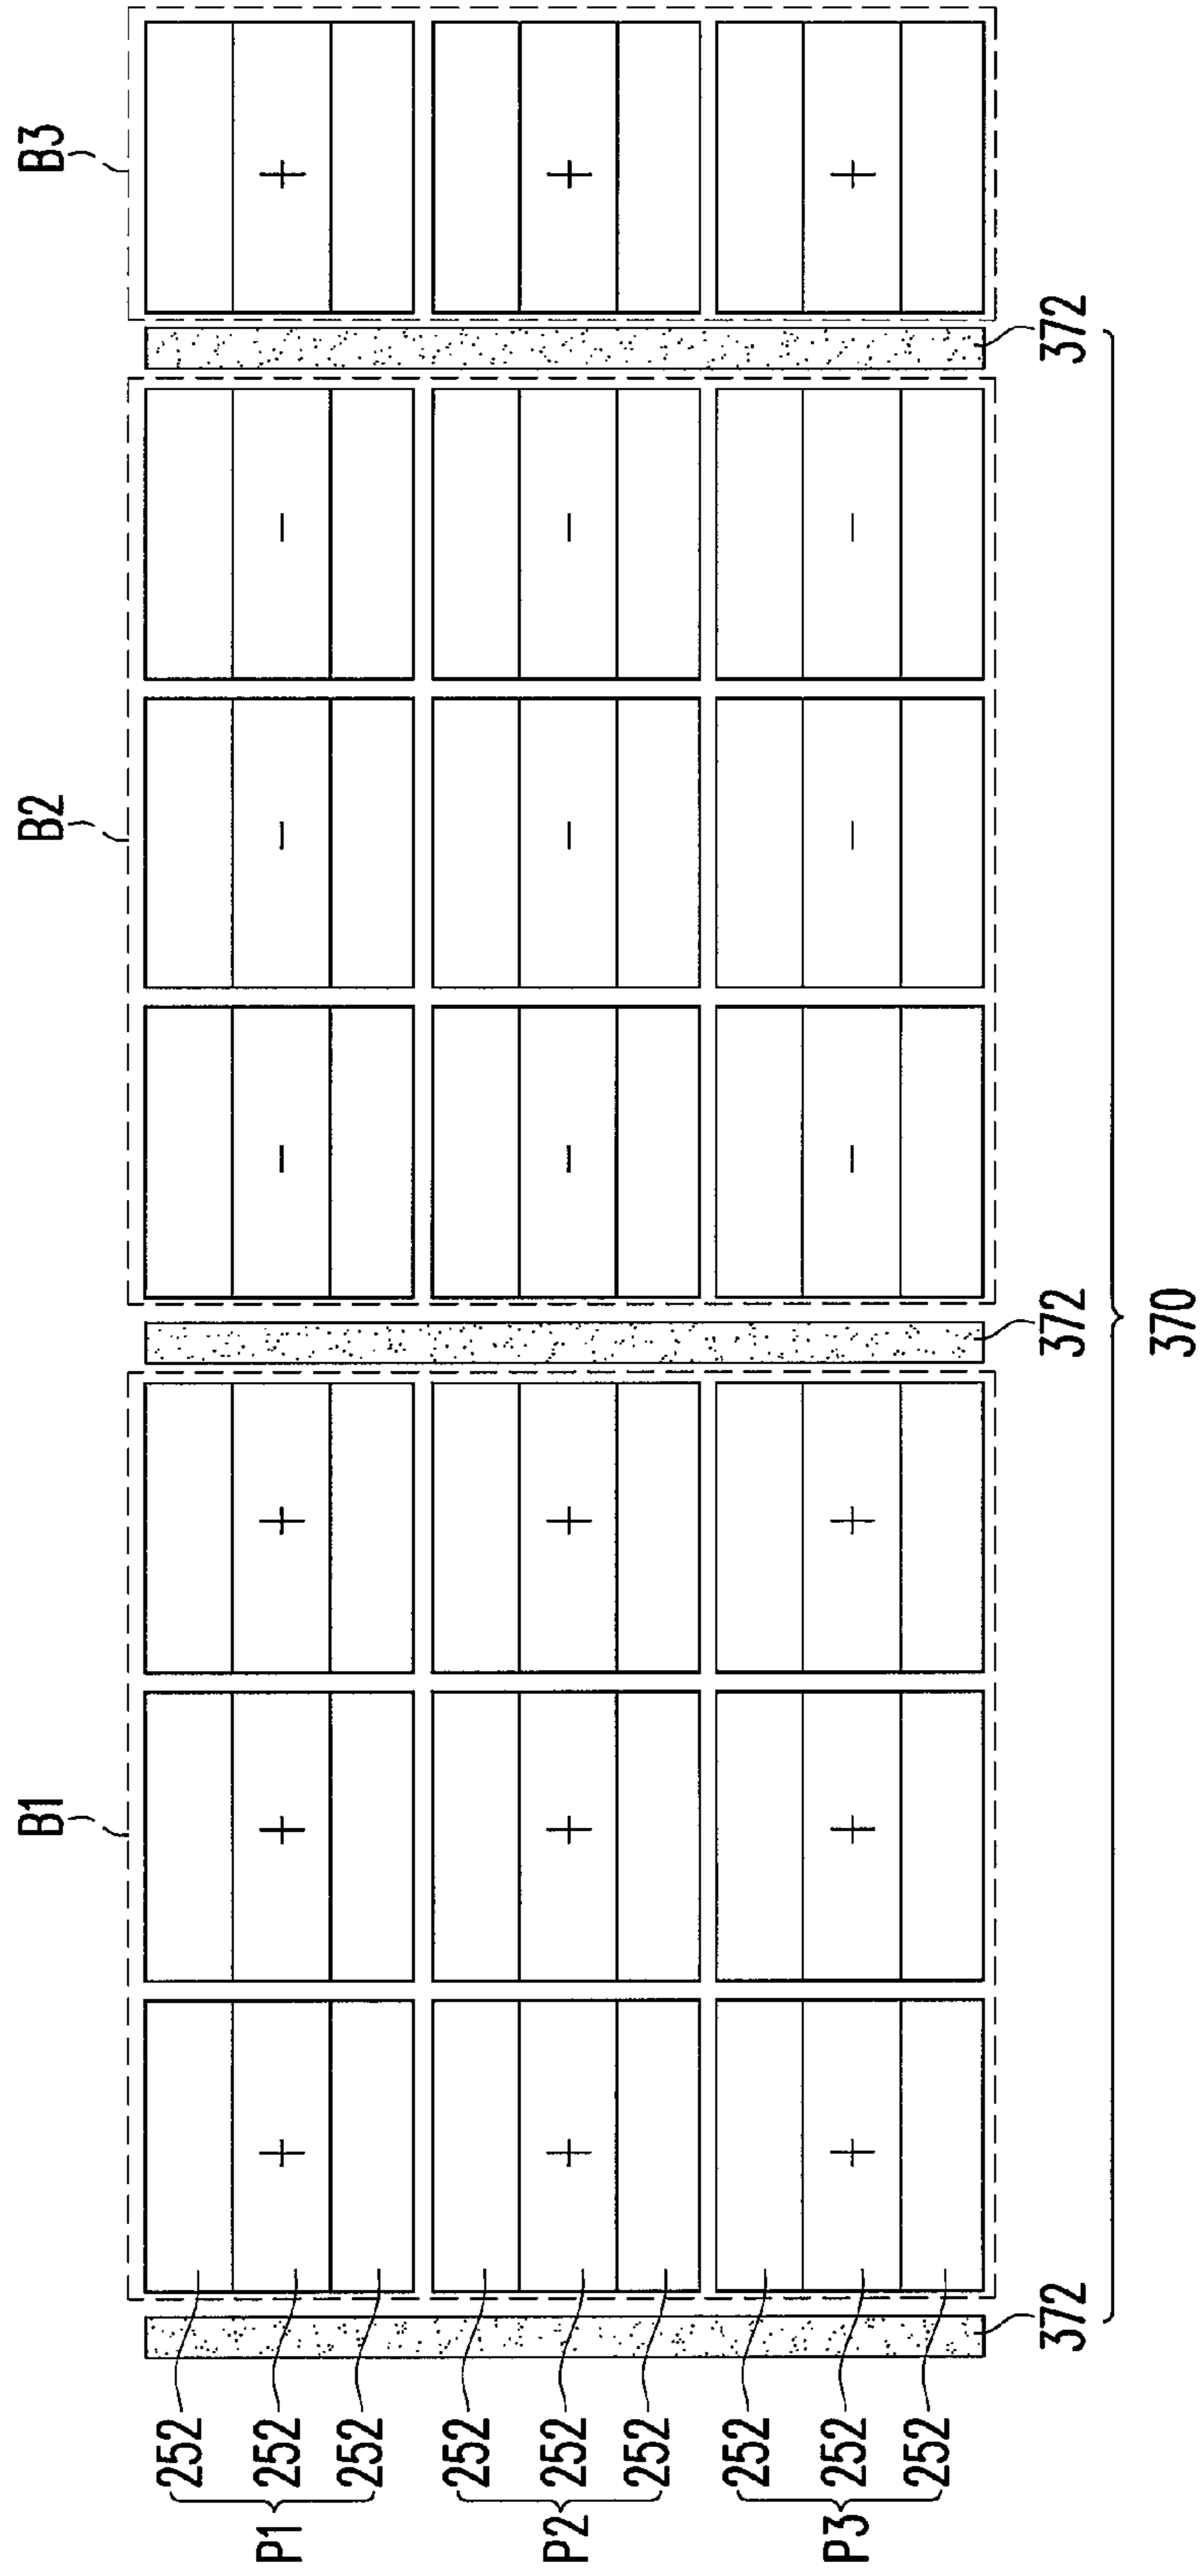 B1 B2 B3
252
P1 252 + + + − − − +
252
252
P2 252 + + + − − − +
252
252
P3 252 + + + − − − +
252
372 372 372
370